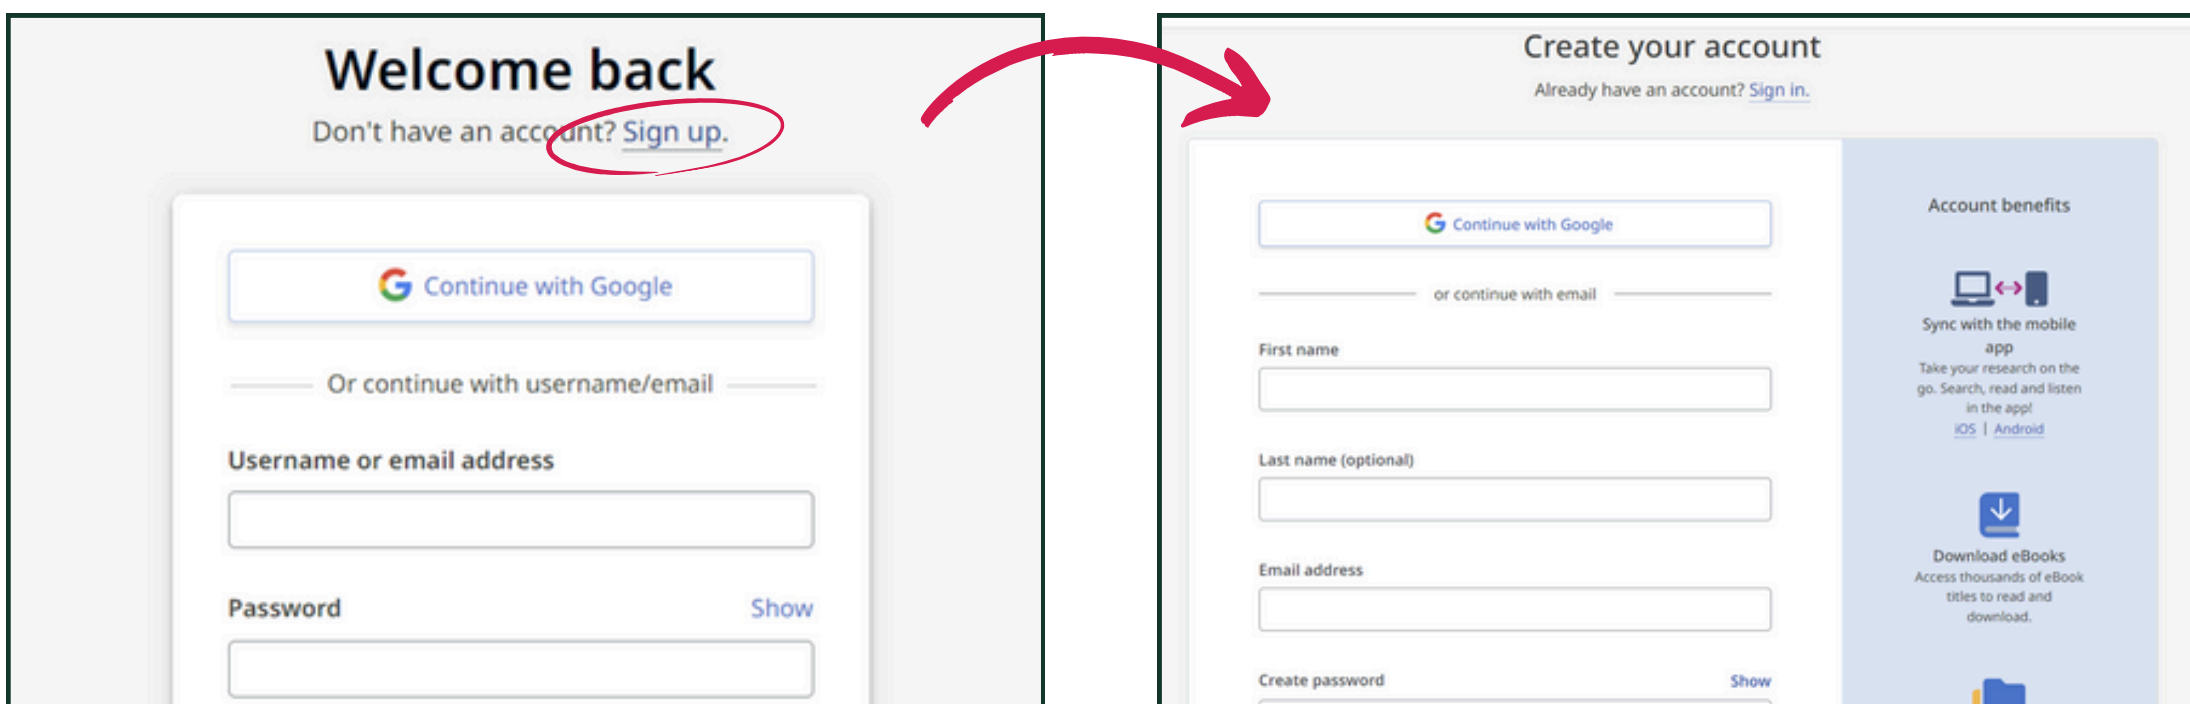 Welcome back
Don't have an account? Sign up.
Continue with Google
Or continue with username/email
Username or email address
Password
Show
Create your account
Already have an account? Sign in.
Continue with Google
or continue with email
First name
Last name (optional)
Email address
Create password
Show
Account benefits
Sync with the mobile
app
Take your research on the
go. Search, read and listen
in the app!
iOS | Android
Download eBooks
Access thousands of eBook
titles to read and
download.